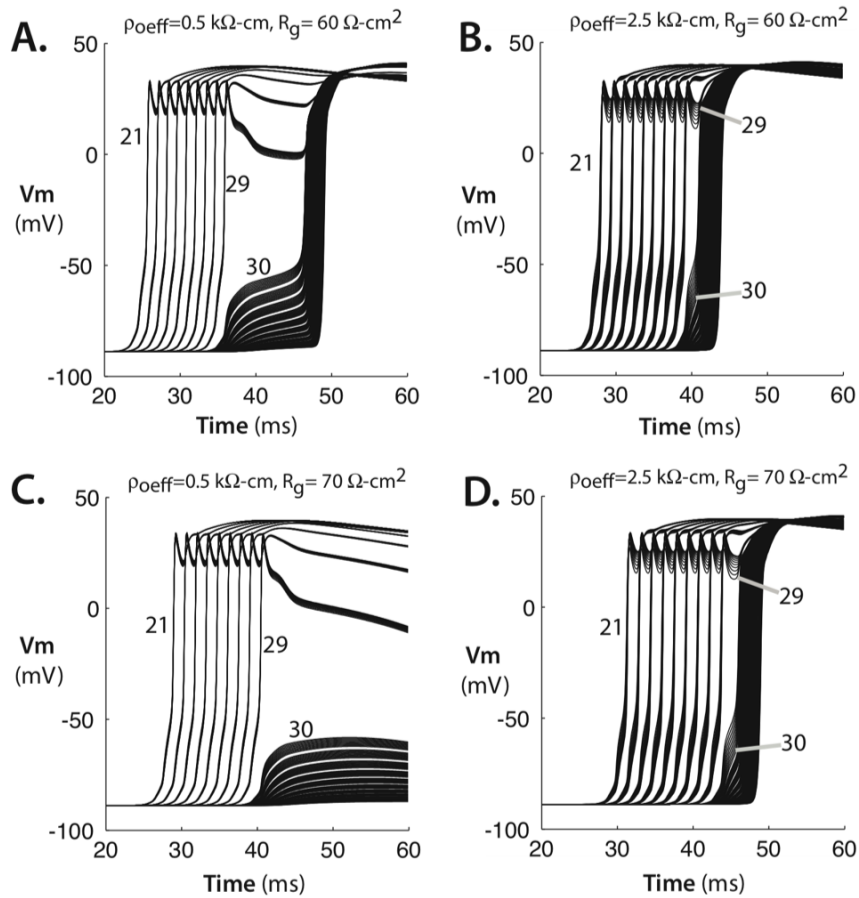 A.
ρoeff=0.5 kΩ-cm, Rg= 60 Ω-cm²
50
0
-50
-100
Vm
(mV)
21
29
30
20 30 40 50 60
Time (ms)
B.
ρoeff=2.5 kΩ-cm, Rg= 60 Ω-cm²
50
0
-50
-100
Vm
(mV)
21
29
30
20 30 40 50 60
Time (ms)
C.
ρoeff=0.5 kΩ-cm, Rg= 70 Ω-cm²
50
0
-50
-100
Vm
(mV)
21
29
30
20 30 40 50 60
Time (ms)
D.
ρoeff=2.5 kΩ-cm, Rg= 70 Ω-cm²
50
0
-50
-100
Vm
(mV)
21
29
30
20 30 40 50 60
Time (ms)